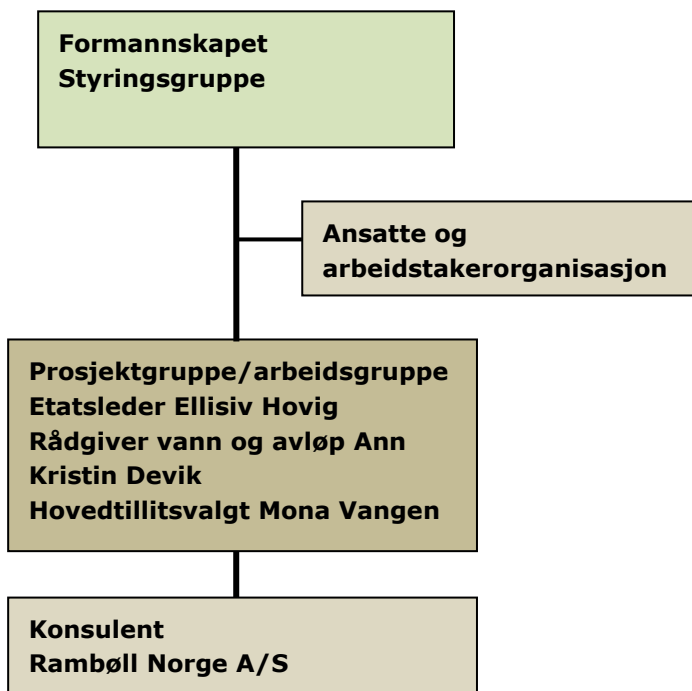 Formannskapet
Styringsgruppe
Ansatte og
arbeidstakerorganisasjon
Prosjektgruppe/arbeidsgruppe
Etatsleder Ellisiv Hovig
Rådgiver vann og avløp Ann
Kristin Devik
Hovedtillitsvalgt Mona Vangen
Konsulent
Rambøll Norge A/S